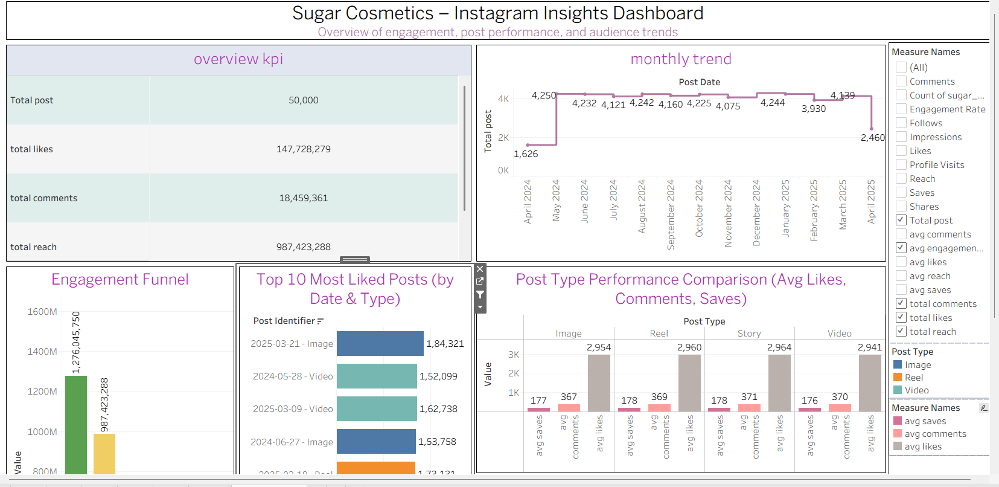 Sugar Cosmetics – Instagram Insights Dashboard
Overview of engagement, post performance, and audience trends
overview kpi
Total post 50,000
total likes 147,728,279
total comments 18,459,361
total reach 987,423,288
monthly trend
Post Date
Total post
4K
2K
0K
1,626
4,250
4,232
4,121
4,242
4,160
4,225
4,075
4,244
3,930
4,139
2,460
April 2024
May 2024
June 2024
July 2024
August 2024
September 2024
October 2024
November 2024
December 2024
January 2025
February 2025
March 2025
April 2025
Engagement Funnel
Value
1600M
1400M
1200M
1000M
800M
1,276,045,750
987,423,288
Top 10 Most Liked Posts (by
Date & Type)
Post Identifier
2025-03-21 - Image 1,84,321
2024-05-28 - Video 1,52,099
2025-03-09 - Video 1,62,738
2024-06-27 - Image 1,53,758
Post Type Performance Comparison (Avg Likes,
Comments, Saves)
Post Type
Image Reel Story Video
Value
3K
2K
1K
177 367 2,954
178 369 2,960
178 371 2,964
176 370 2,941
avg saves
avg comments
avg likes
avg saves
avg comments
avg likes
avg saves
avg comments
avg likes
avg saves
avg comments
avg likes
Measure Names
(All)
Comments
Count of sugar_...
Engagement Rate
Follows
Impressions
Likes
Profile Visits
Reach
Saves
Shares
Total post
avg comments
avg engagemen...
avg likes
avg reach
avg saves
total comments
total likes
total reach
Post Type
Image
Reel
Video
Measure Names
avg saves
avg comments
avg likes